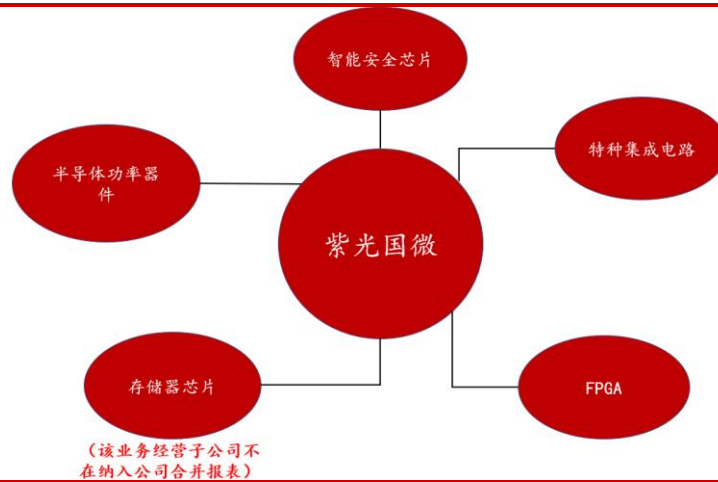 智能安全芯片
特种集成电路
半导体功率器
件
紫光国微
存储器芯片
FPGA
（该业务经营子公司不
在纳入公司合并报表）